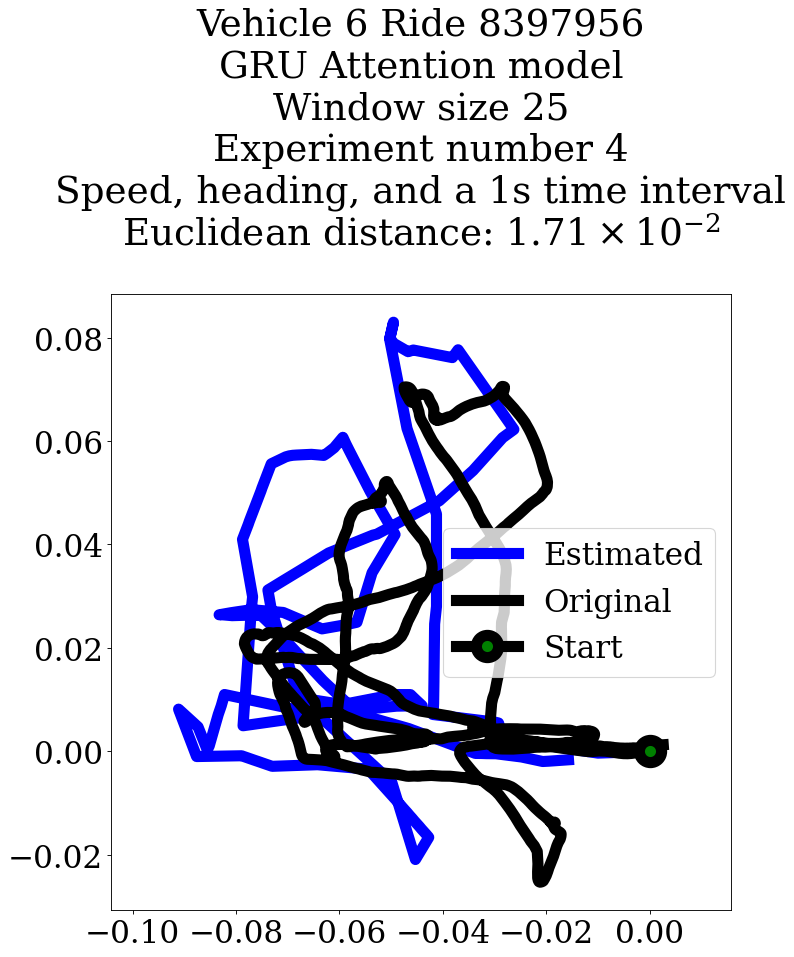 Vehicle 6 Ride 8397956
GRU Attention model
Window size 25
Experiment number 4
Speed, heading, and a 1s time interval
Euclidean distance: 1.71 × 10⁻²
0.08
0.06
0.04
0.02
0.00
−0.02
Estimated
Original
Start
−0.10 −0.08 −0.06 −0.04 −0.02 0.00